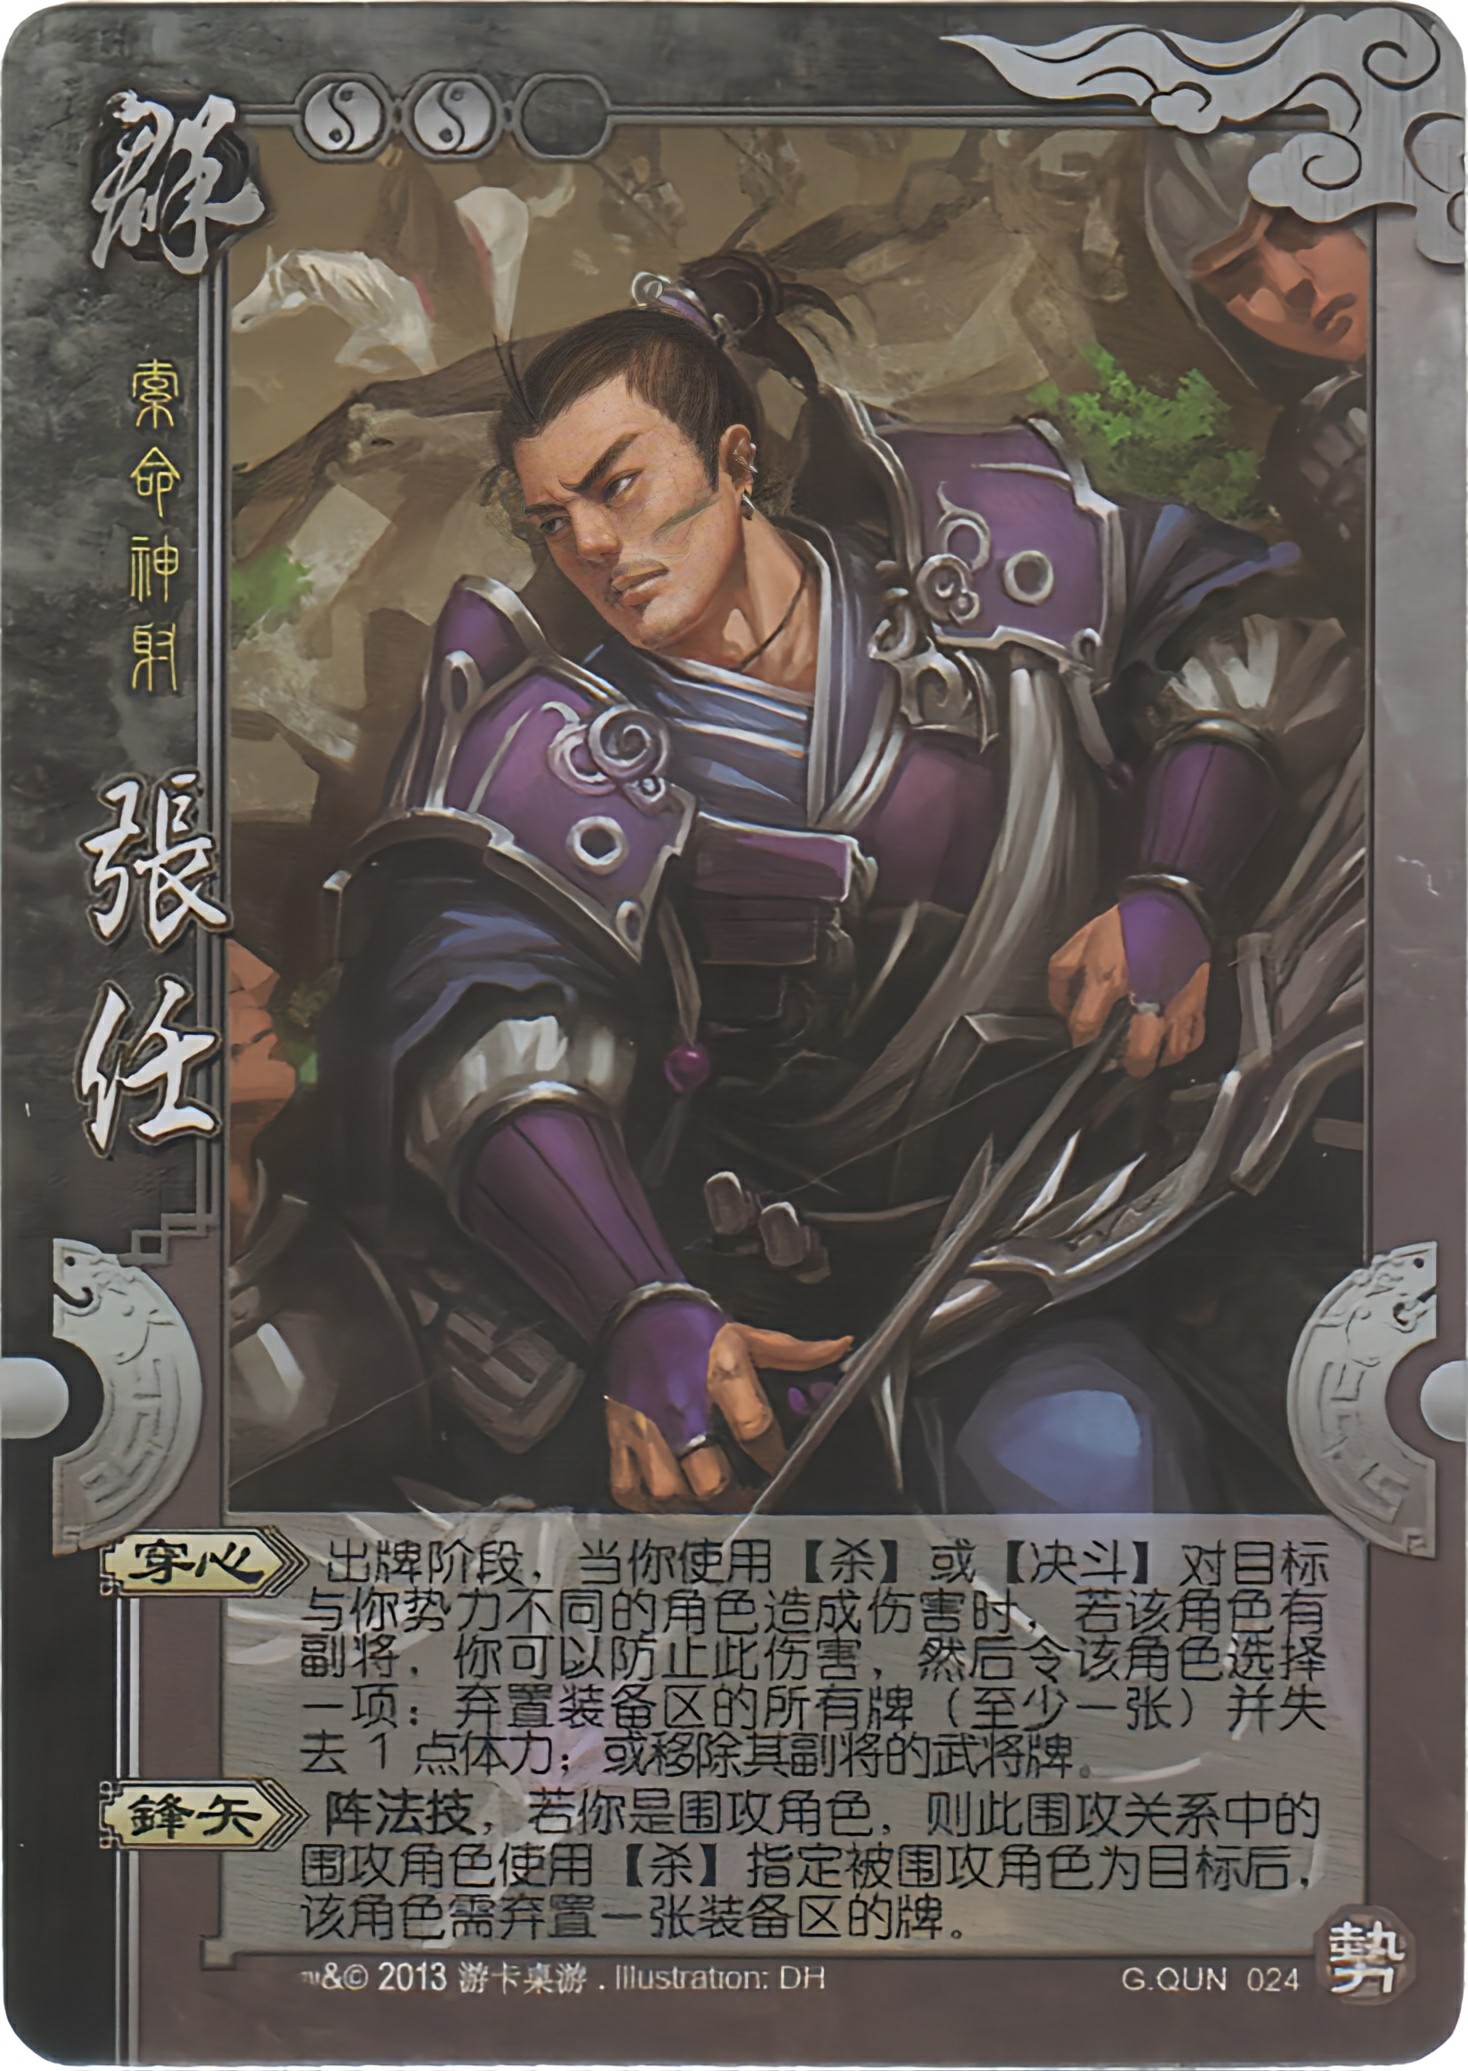 群
索命神射
張任
穿心 出牌阶段，当你使用【杀】或【决斗】对目标
与你势力不同的角色造成伤害时，若该角色有
副将，你可以防止此伤害，然后令该角色选择
一项：弃置装备区的所有牌（至少一张）并失
去1点体力；或移除其副将的武将牌。
鋒矢 阵法技，若你是围攻角色，则此围攻关系中的
围攻角色使用【杀】指定被围攻角色为目标后，
该角色需弃置一张装备区的牌。
™&© 2013 游卡桌游 . Illustration: DH
G.QUN 024
勢